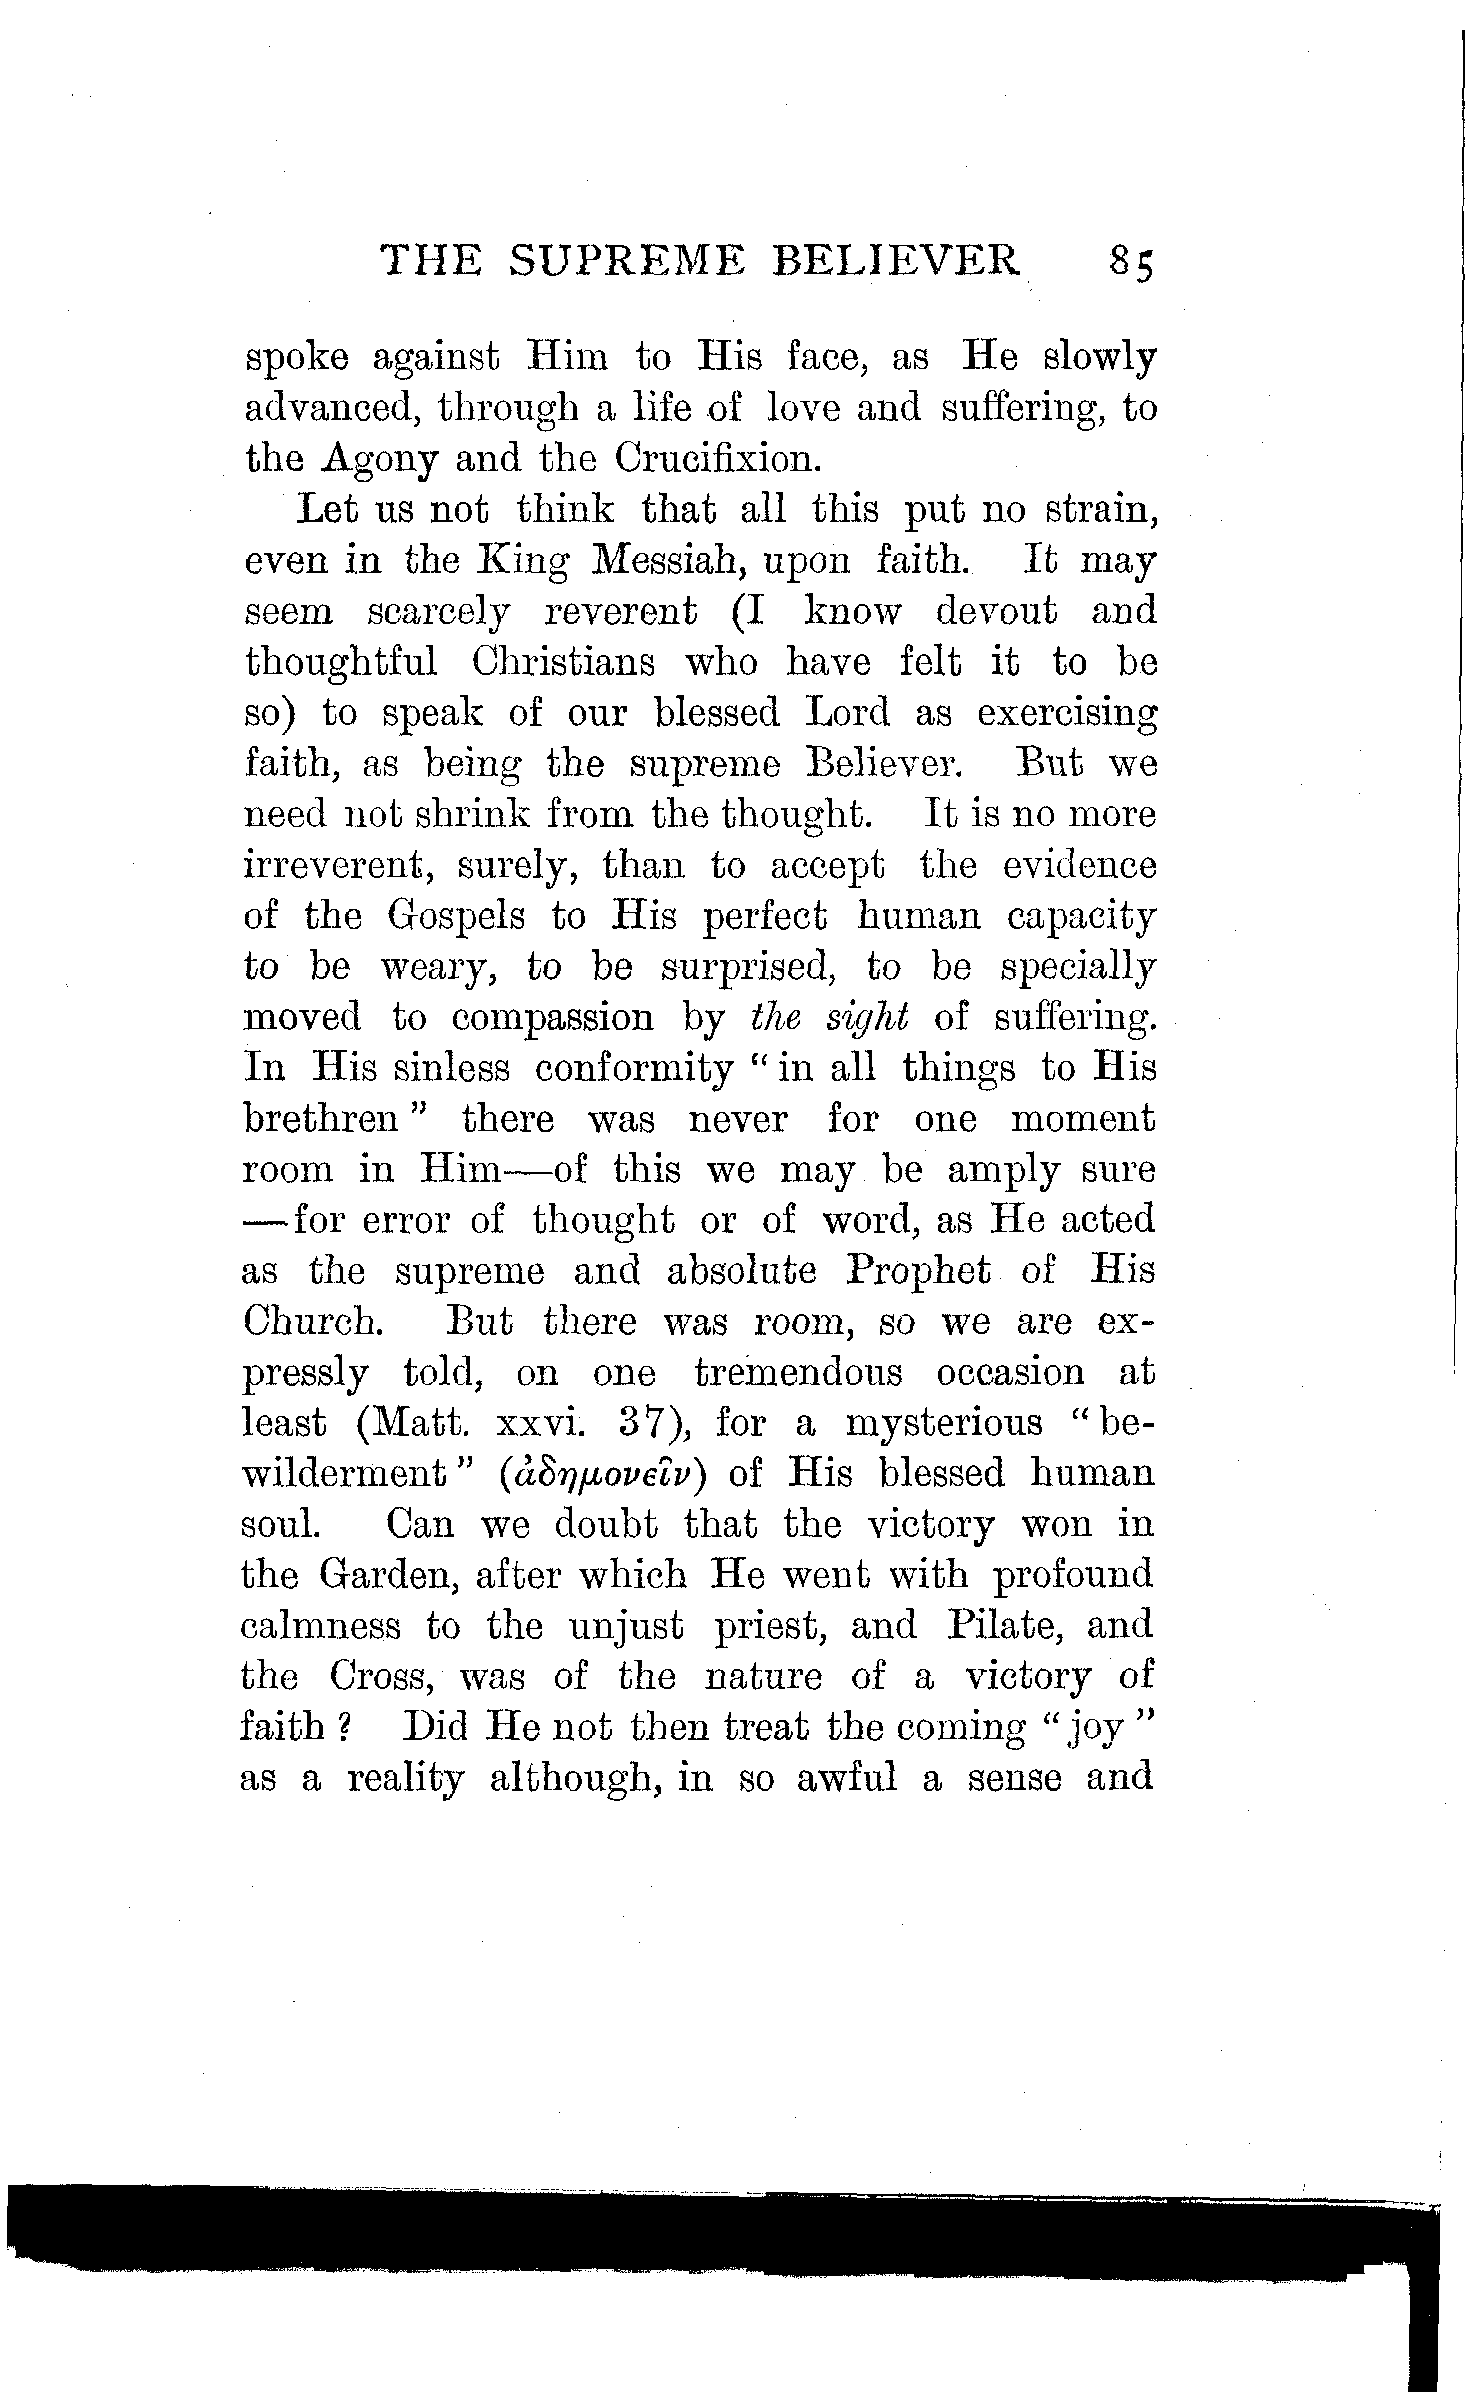 THE SUPREME BELIEVER 85
spoke against Him to His face, as He slowly
advanced, through a life of love and suffering, to
the Agony and the Crucifixion.
Let us not think that all this put no strain,
even in the King Messiah, upon faith. It may
seem scarcely reverent (I know devout and
thoughtful Christians who have felt it to be
so) to speak of our blessed Lord as exercising
faith, as being the supreme Believer. But we
need not shrink from the thought. It is no more
irreverent, surely, than to accept the evidence
of the Gospels to His perfect human capacity
to be weary, to be surprised, to be specially
moved to compassion by the sight of suffering.
In His sinless conformity “in all things to His
brethren” there was never for one moment
room in Him—of this we may be amply sure
—for error of thought or of word, as He acted
as the supreme and absolute Prophet of His
Church. But there was room, so we are ex-
pressly told, on one tremendous occasion at
least (Matt. xxvi. 37), for a mysterious “be-
wilderment” (ἀδημονεῖν) of His blessed human
soul. Can we doubt that the victory won in
the Garden, after which He went with profound
calmness to the unjust priest, and Pilate, and
the Cross, was of the nature of a victory of
faith? Did He not then treat the coming “joy”
as a reality although, in so awful a sense and